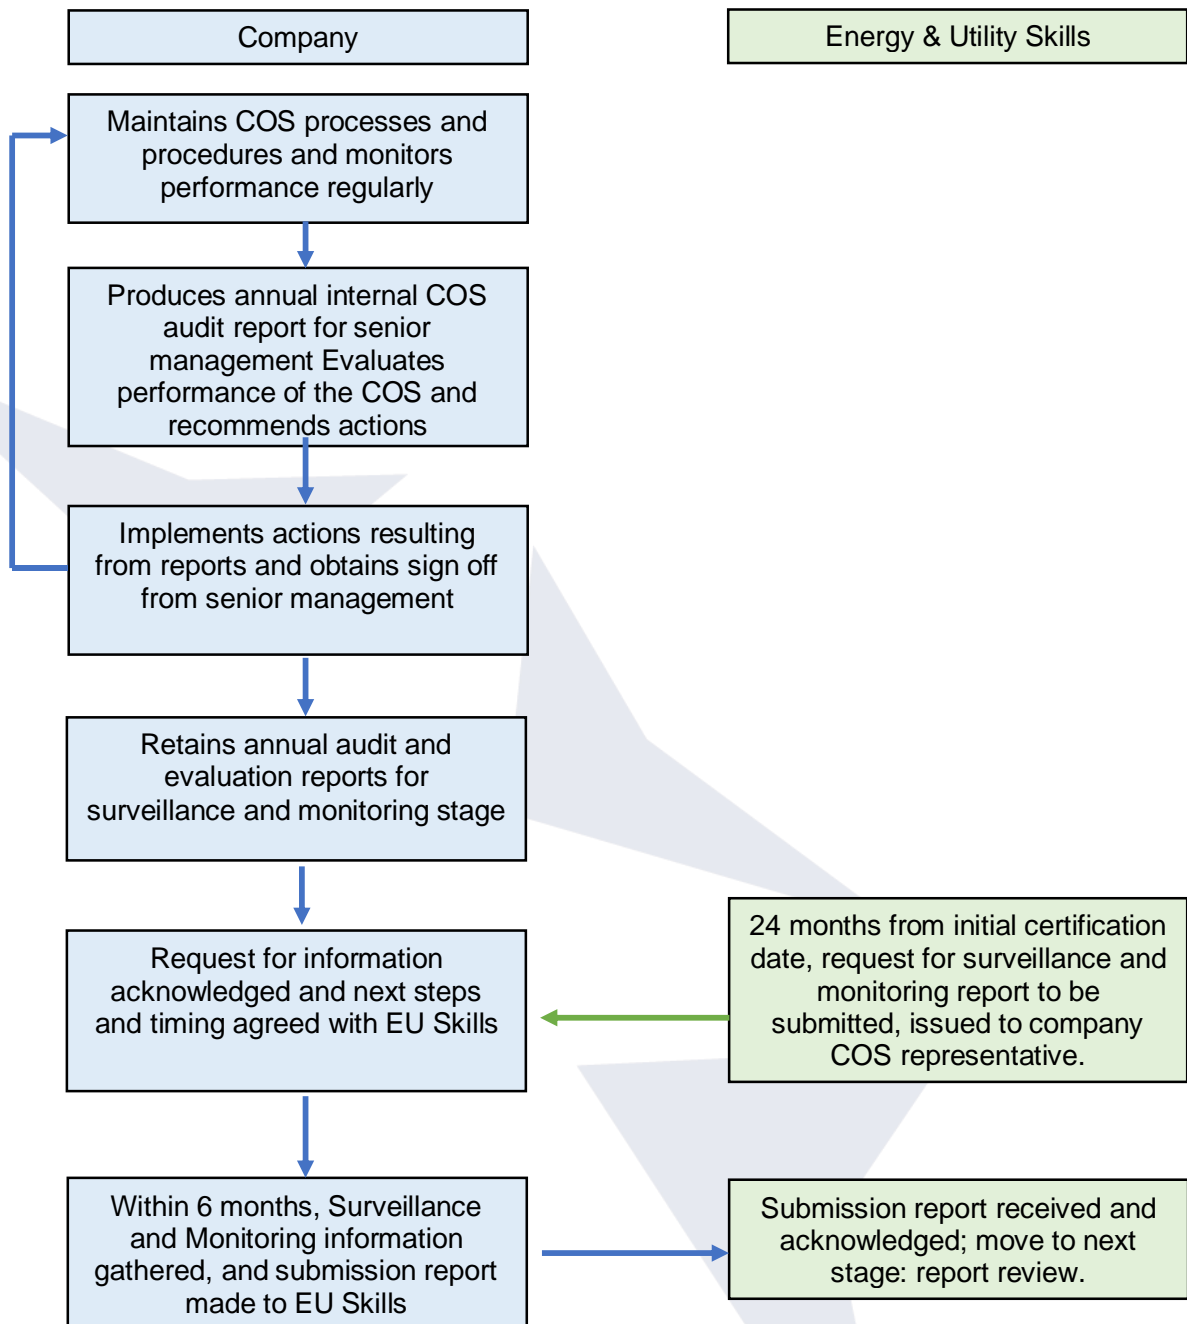 Company
Energy & Utility Skills
Maintains COS processes and
procedures and monitors
performance regularly
Produces annual internal COS
audit report for senior
management Evaluates
performance of the COS and
recommends actions
Implements actions resulting
from reports and obtains sign off
from senior management
Retains annual audit and
evaluation reports for
surveillance and monitoring stage
Request for information
acknowledged and next steps
and timing agreed with EU Skills
24 months from initial certification
date, request for surveillance and
monitoring report to be
submitted, issued to company
COS representative.
Within 6 months, Surveillance
and Monitoring information
gathered, and submission report
made to EU Skills
Submission report received and
acknowledged; move to next
stage: report review.